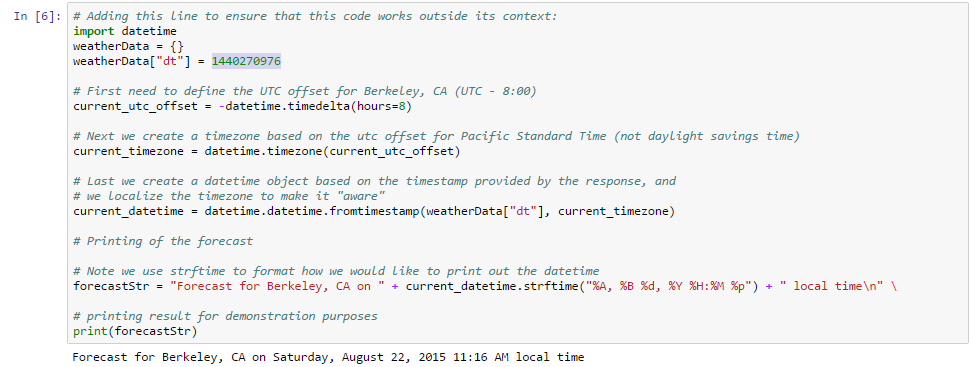 In [6]: # Adding this line to ensure that this code works outside its context:
import datetime
weatherData = {}
weatherData["dt"] = 1440270976
# First need to define the UTC offset for Berkeley, CA (UTC - 8:00)
current_utc_offset = -datetime.timedelta(hours=8)
# Next we create a timezone based on the utc offset for Pacific Standard Time (not daylight savings time)
current_timezone = datetime.timezone(current_utc_offset)
# Last we create a datetime object based on the timestamp provided by the response, and
# we localize the timezone to make it "aware"
current_datetime = datetime.datetime.fromtimestamp(weatherData["dt"], current_timezone)
# Printing of the forecast
# Note we use strftime to format how we would like to print out the datetime
forecastStr = "Forecast for Berkeley, CA on " + current_datetime.strftime("%A, %B %d, %Y %H:%M %p") + " local time\n" \
# printing result for demonstration purposes
print(forecastStr)
Forecast for Berkeley, CA on Saturday, August 22, 2015 11:16 AM local time